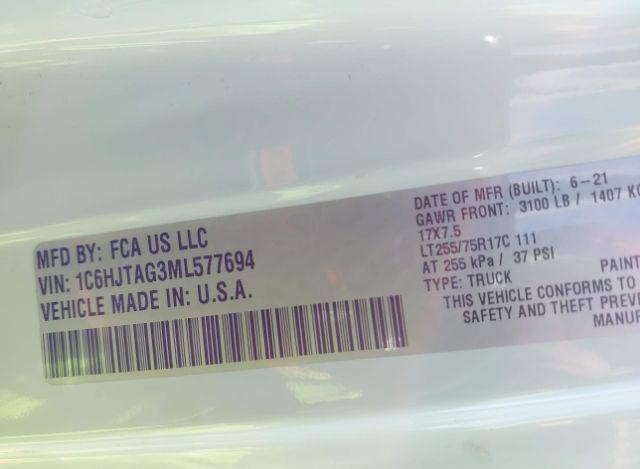 MFD BY: FCA US LLC
VIN: 1C6HJTAG3ML577694
VEHICLE MADE IN: U.S.A.
DATE OF MFR (BUILT): 6-21
GAWR FRONT: 3100 LB / 1407 KG
17X7.5
LT255/75R17C 111
AT 255 kPa / 37 PSI
TYPE: TRUCK
PAINT
THIS VEHICLE CONFORMS TO
SAFETY AND THEFT PREV
MANUF